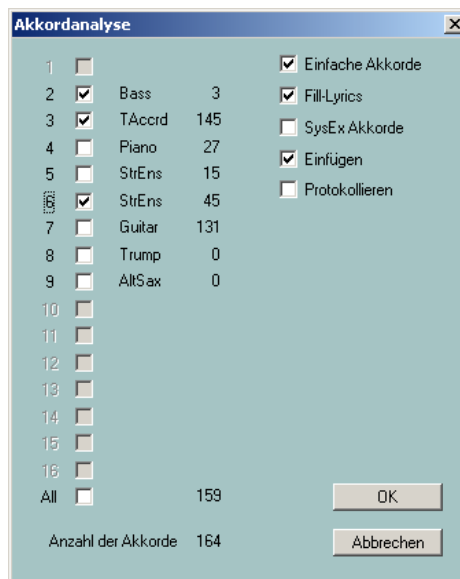 Akkordanalyse
1
2 Bass 3
3 TAccrd 145
4 Piano 27
5 StrEns 15
6 StrEns 45
7 Guitar 131
8 Trump 0
9 AltSax 0
10
11
12
13
14
15
16
All 159
Anzahl der Akkorde 164
Einfache Akkorde
Fill-Lyrics
SysEx Akkorde
Einfügen
Protokollieren
OK
Abbrechen